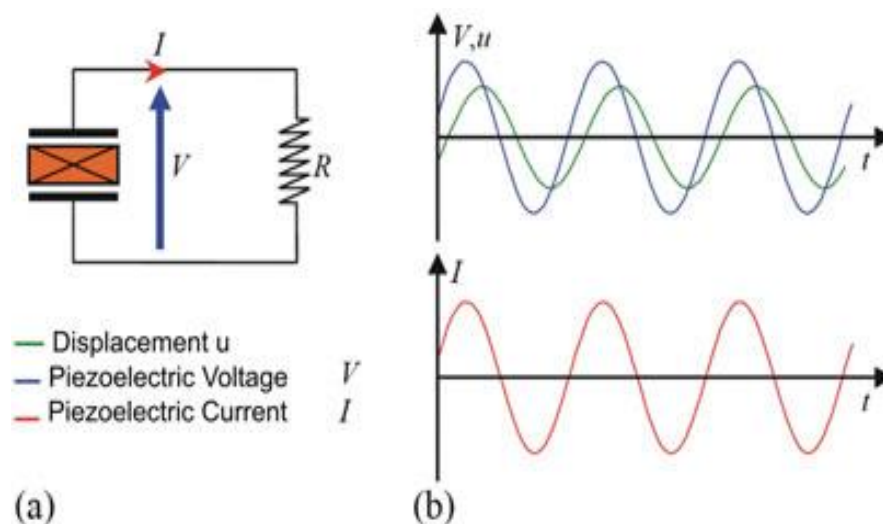 I
V
R
Displacement u
Piezoelectric Voltage V
Piezoelectric Current I
(a)
V,u
t
I
t
(b)